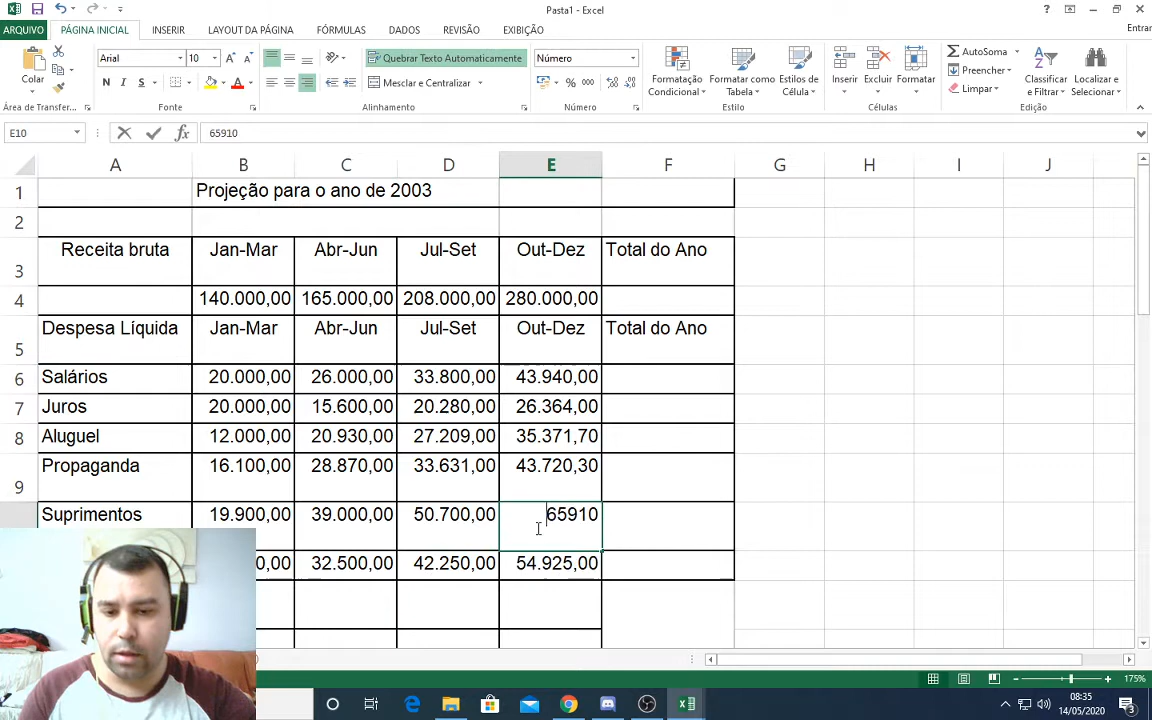 Pasta1 - Excel
ARQUIVO PÁGINA INICIAL INSERIR LAYOUT DA PÁGINA FÓRMULAS DADOS REVISÃO EXIBIÇÃO Entrar
Colar
Arial 10
N I S
Quebrar Texto Automaticamente
Mesclar e Centralizar
Número
% 000
Formatação Condicional
Formatar como Tabela
Estilos de Célula
Inserir Excluir Formatar
AutoSoma
Preencher
Limpar
Classificar e Filtrar
Localizar e Selecionar
Área de Transfer... Fonte Alinhamento Número Estilo Células Edição
E10 fx 65910
A B C D E F G H I J
1 Projeção para o ano de 2003
2
3 Receita bruta Jan-Mar Abr-Jun Jul-Set Out-Dez Total do Ano
4 140.000,00 165.000,00 208.000,00 280.000,00
5 Despesa Líquida Jan-Mar Abr-Jun Jul-Set Out-Dez Total do Ano
6 Salários 20.000,00 26.000,00 33.800,00 43.940,00
7 Juros 20.000,00 15.600,00 20.280,00 26.364,00
8 Aluguel 12.000,00 20.930,00 27.209,00 35.371,70
9 Propaganda 16.100,00 28.870,00 33.631,00 43.720,30
Suprimentos 19.900,00 39.000,00 50.700,00 65910
0,00 32.500,00 42.250,00 54.925,00
175%
08:35
14/05/2020
3